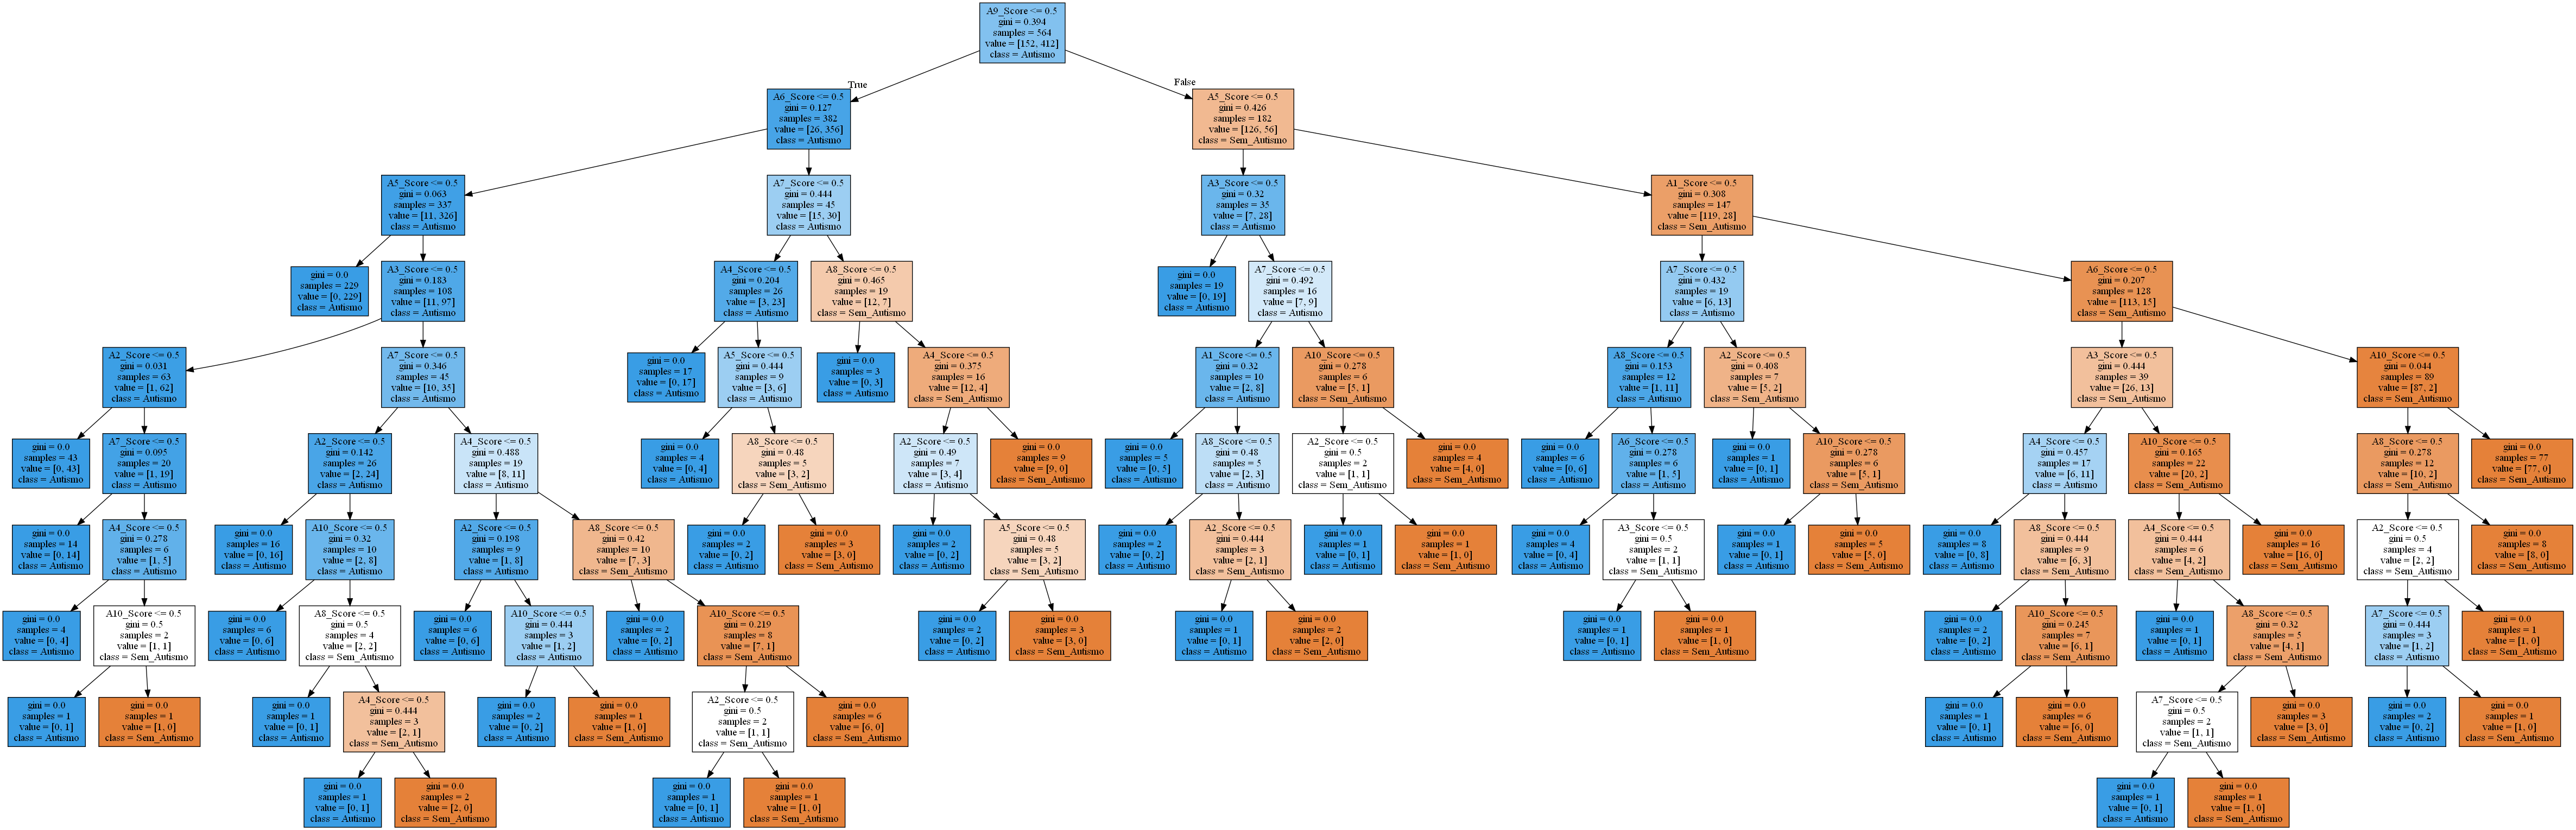 A9_Score <= 0.5
gini = 0.394
samples = 564
value = [152, 412]
class = Autismo
True
False
A6_Score <= 0.5
gini = 0.127
samples = 382
value = [26, 356]
class = Autismo
A5_Score <= 0.5
gini = 0.426
samples = 182
value = [126, 56]
class = Sem_Autismo
A5_Score <= 0.5
gini = 0.063
samples = 337
value = [11, 326]
class = Autismo
A7_Score <= 0.5
gini = 0.444
samples = 45
value = [15, 30]
class = Autismo
A3_Score <= 0.5
gini = 0.32
samples = 35
value = [7, 28]
class = Autismo
A1_Score <= 0.5
gini = 0.308
samples = 147
value = [119, 28]
class = Sem_Autismo
gini = 0.0
samples = 229
value = [0, 229]
class = Autismo
A3_Score <= 0.5
gini = 0.183
samples = 108
value = [11, 97]
class = Autismo
A4_Score <= 0.5
gini = 0.204
samples = 26
value = [3, 23]
class = Autismo
A8_Score <= 0.5
gini = 0.465
samples = 19
value = [12, 7]
class = Sem_Autismo
gini = 0.0
samples = 19
value = [0, 19]
class = Autismo
A7_Score <= 0.5
gini = 0.492
samples = 16
value = [7, 9]
class = Autismo
A7_Score <= 0.5
gini = 0.432
samples = 19
value = [6, 13]
class = Autismo
A6_Score <= 0.5
gini = 0.207
samples = 128
value = [113, 15]
class = Sem_Autismo
A2_Score <= 0.5
gini = 0.031
samples = 63
value = [1, 62]
class = Autismo
A7_Score <= 0.5
gini = 0.346
samples = 45
value = [10, 35]
class = Autismo
gini = 0.0
samples = 17
value = [0, 17]
class = Autismo
A5_Score <= 0.5
gini = 0.444
samples = 9
value = [3, 6]
class = Autismo
gini = 0.0
samples = 3
value = [0, 3]
class = Autismo
A4_Score <= 0.5
gini = 0.375
samples = 16
value = [12, 4]
class = Sem_Autismo
A1_Score <= 0.5
gini = 0.32
samples = 10
value = [2, 8]
class = Autismo
A10_Score <= 0.5
gini = 0.278
samples = 6
value = [5, 1]
class = Sem_Autismo
A8_Score <= 0.5
gini = 0.153
samples = 12
value = [1, 11]
class = Autismo
A2_Score <= 0.5
gini = 0.408
samples = 7
value = [5, 2]
class = Sem_Autismo
A3_Score <= 0.5
gini = 0.444
samples = 39
value = [26, 13]
class = Sem_Autismo
A10_Score <= 0.5
gini = 0.044
samples = 89
value = [87, 2]
class = Sem_Autismo
gini = 0.0
samples = 43
value = [0, 43]
class = Autismo
A7_Score <= 0.5
gini = 0.095
samples = 20
value = [1, 19]
class = Autismo
A2_Score <= 0.5
gini = 0.142
samples = 26
value = [2, 24]
class = Autismo
A4_Score <= 0.5
gini = 0.488
samples = 19
value = [8, 11]
class = Autismo
gini = 0.0
samples = 4
value = [0, 4]
class = Autismo
A8_Score <= 0.5
gini = 0.48
samples = 5
value = [3, 2]
class = Sem_Autismo
A2_Score <= 0.5
gini = 0.49
samples = 7
value = [3, 4]
class = Autismo
gini = 0.0
samples = 9
value = [9, 0]
class = Sem_Autismo
gini = 0.0
samples = 5
value = [0, 5]
class = Autismo
A8_Score <= 0.5
gini = 0.48
samples = 5
value = [2, 3]
class = Autismo
A2_Score <= 0.5
gini = 0.5
samples = 2
value = [1, 1]
class = Sem_Autismo
gini = 0.0
samples = 4
value = [4, 0]
class = Sem_Autismo
gini = 0.0
samples = 6
value = [0, 6]
class = Autismo
A6_Score <= 0.5
gini = 0.278
samples = 6
value = [1, 5]
class = Autismo
gini = 0.0
samples = 1
value = [0, 1]
class = Autismo
A10_Score <= 0.5
gini = 0.278
samples = 6
value = [5, 1]
class = Sem_Autismo
A4_Score <= 0.5
gini = 0.457
samples = 17
value = [6, 11]
class = Autismo
A10_Score <= 0.5
gini = 0.165
samples = 22
value = [20, 2]
class = Sem_Autismo
A8_Score <= 0.5
gini = 0.278
samples = 12
value = [10, 2]
class = Sem_Autismo
gini = 0.0
samples = 77
value = [77, 0]
class = Sem_Autismo
gini = 0.0
samples = 14
value = [0, 14]
class = Autismo
A4_Score <= 0.5
gini = 0.278
samples = 6
value = [1, 5]
class = Autismo
gini = 0.0
samples = 16
value = [0, 16]
class = Autismo
A10_Score <= 0.5
gini = 0.32
samples = 10
value = [2, 8]
class = Autismo
A2_Score <= 0.5
gini = 0.198
samples = 9
value = [1, 8]
class = Autismo
A8_Score <= 0.5
gini = 0.42
samples = 10
value = [7, 3]
class = Sem_Autismo
gini = 0.0
samples = 2
value = [0, 2]
class = Autismo
gini = 0.0
samples = 3
value = [3, 0]
class = Sem_Autismo
gini = 0.0
samples = 2
value = [0, 2]
class = Autismo
A5_Score <= 0.5
gini = 0.48
samples = 5
value = [3, 2]
class = Sem_Autismo
gini = 0.0
samples = 2
value = [0, 2]
class = Autismo
A2_Score <= 0.5
gini = 0.444
samples = 3
value = [2, 1]
class = Sem_Autismo
gini = 0.0
samples = 1
value = [0, 1]
class = Autismo
gini = 0.0
samples = 1
value = [1, 0]
class = Sem_Autismo
gini = 0.0
samples = 4
value = [0, 4]
class = Autismo
A3_Score <= 0.5
gini = 0.5
samples = 2
value = [1, 1]
class = Sem_Autismo
gini = 0.0
samples = 1
value = [0, 1]
class = Autismo
gini = 0.0
samples = 5
value = [5, 0]
class = Sem_Autismo
gini = 0.0
samples = 8
value = [0, 8]
class = Autismo
A8_Score <= 0.5
gini = 0.444
samples = 9
value = [6, 3]
class = Sem_Autismo
A4_Score <= 0.5
gini = 0.444
samples = 6
value = [4, 2]
class = Sem_Autismo
gini = 0.0
samples = 16
value = [16, 0]
class = Sem_Autismo
A2_Score <= 0.5
gini = 0.5
samples = 4
value = [2, 2]
class = Sem_Autismo
gini = 0.0
samples = 8
value = [8, 0]
class = Sem_Autismo
gini = 0.0
samples = 4
value = [0, 4]
class = Autismo
A10_Score <= 0.5
gini = 0.5
samples = 2
value = [1, 1]
class = Sem_Autismo
gini = 0.0
samples = 6
value = [0, 6]
class = Autismo
A8_Score <= 0.5
gini = 0.5
samples = 4
value = [2, 2]
class = Sem_Autismo
gini = 0.0
samples = 6
value = [0, 6]
class = Autismo
A10_Score <= 0.5
gini = 0.444
samples = 3
value = [1, 2]
class = Autismo
gini = 0.0
samples = 2
value = [0, 2]
class = Autismo
A10_Score <= 0.5
gini = 0.219
samples = 8
value = [7, 1]
class = Sem_Autismo
gini = 0.0
samples = 2
value = [0, 2]
class = Autismo
gini = 0.0
samples = 3
value = [3, 0]
class = Sem_Autismo
gini = 0.0
samples = 1
value = [0, 1]
class = Autismo
gini = 0.0
samples = 2
value = [2, 0]
class = Sem_Autismo
gini = 0.0
samples = 1
value = [0, 1]
class = Autismo
gini = 0.0
samples = 1
value = [1, 0]
class = Sem_Autismo
gini = 0.0
samples = 2
value = [0, 2]
class = Autismo
A10_Score <= 0.5
gini = 0.245
samples = 7
value = [6, 1]
class = Sem_Autismo
gini = 0.0
samples = 1
value = [0, 1]
class = Autismo
A8_Score <= 0.5
gini = 0.32
samples = 5
value = [4, 1]
class = Sem_Autismo
A7_Score <= 0.5
gini = 0.444
samples = 3
value = [1, 2]
class = Autismo
gini = 0.0
samples = 1
value = [1, 0]
class = Sem_Autismo
gini = 0.0
samples = 1
value = [0, 1]
class = Autismo
gini = 0.0
samples = 1
value = [1, 0]
class = Sem_Autismo
gini = 0.0
samples = 1
value = [0, 1]
class = Autismo
A4_Score <= 0.5
gini = 0.444
samples = 3
value = [2, 1]
class = Sem_Autismo
gini = 0.0
samples = 2
value = [0, 2]
class = Autismo
gini = 0.0
samples = 1
value = [1, 0]
class = Sem_Autismo
A2_Score <= 0.5
gini = 0.5
samples = 2
value = [1, 1]
class = Sem_Autismo
gini = 0.0
samples = 6
value = [6, 0]
class = Sem_Autismo
gini = 0.0
samples = 1
value = [0, 1]
class = Autismo
gini = 0.0
samples = 6
value = [6, 0]
class = Sem_Autismo
A7_Score <= 0.5
gini = 0.5
samples = 2
value = [1, 1]
class = Sem_Autismo
gini = 0.0
samples = 3
value = [3, 0]
class = Sem_Autismo
gini = 0.0
samples = 2
value = [0, 2]
class = Autismo
gini = 0.0
samples = 1
value = [1, 0]
class = Sem_Autismo
gini = 0.0
samples = 1
value = [0, 1]
class = Autismo
gini = 0.0
samples = 2
value = [2, 0]
class = Sem_Autismo
gini = 0.0
samples = 1
value = [0, 1]
class = Autismo
gini = 0.0
samples = 1
value = [1, 0]
class = Sem_Autismo
gini = 0.0
samples = 1
value = [0, 1]
class = Autismo
gini = 0.0
samples = 1
value = [1, 0]
class = Sem_Autismo